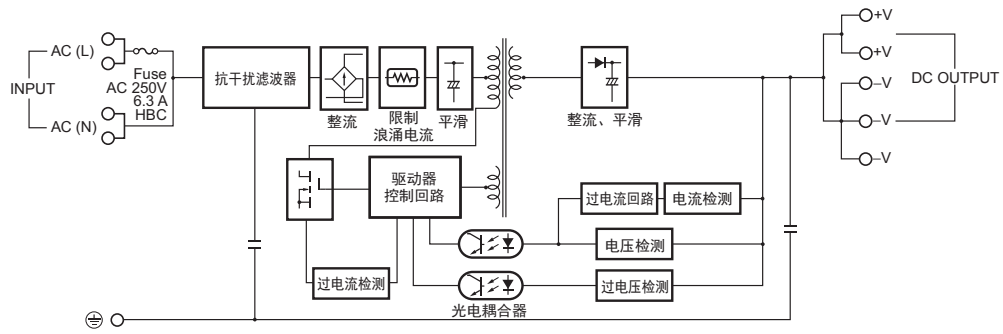 INPUT
AC (L)
Fuse
AC 250V
6.3 A
HBC
AC (N)
抗干扰滤波器
整流
限制
浪涌电流
平滑
整流、平滑
+V
+V
–V
–V
–V
DC OUTPUT
驱动器
控制回路
过电流回路
电流检测
电压检测
过电流检测
过电压检测
光电耦合器